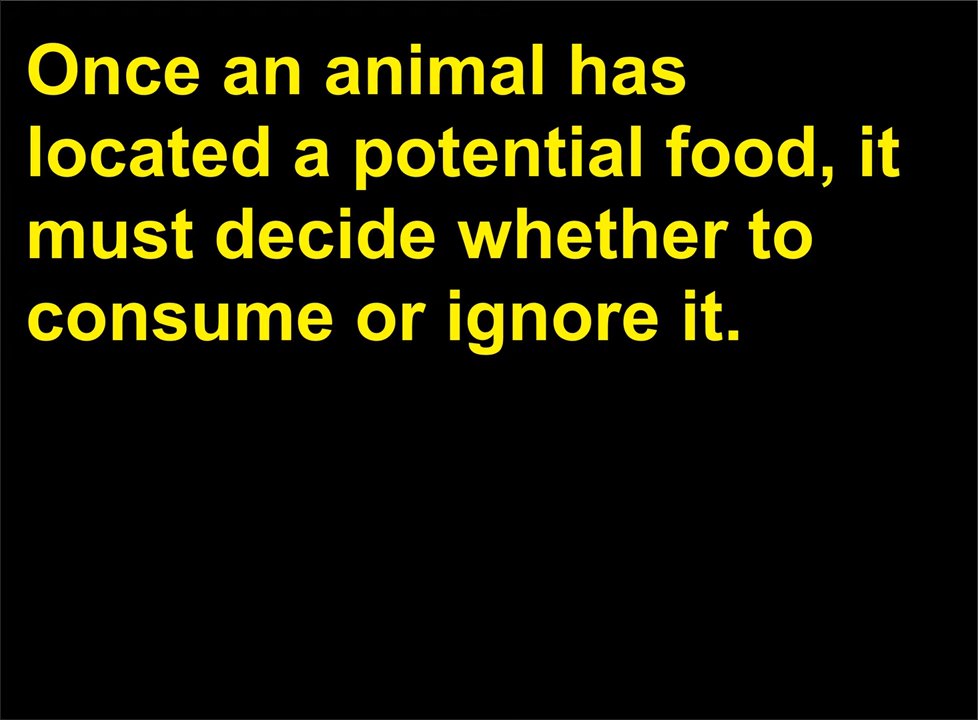 Once an animal has
located a potential food, it
must decide whether to
consume or ignore it.